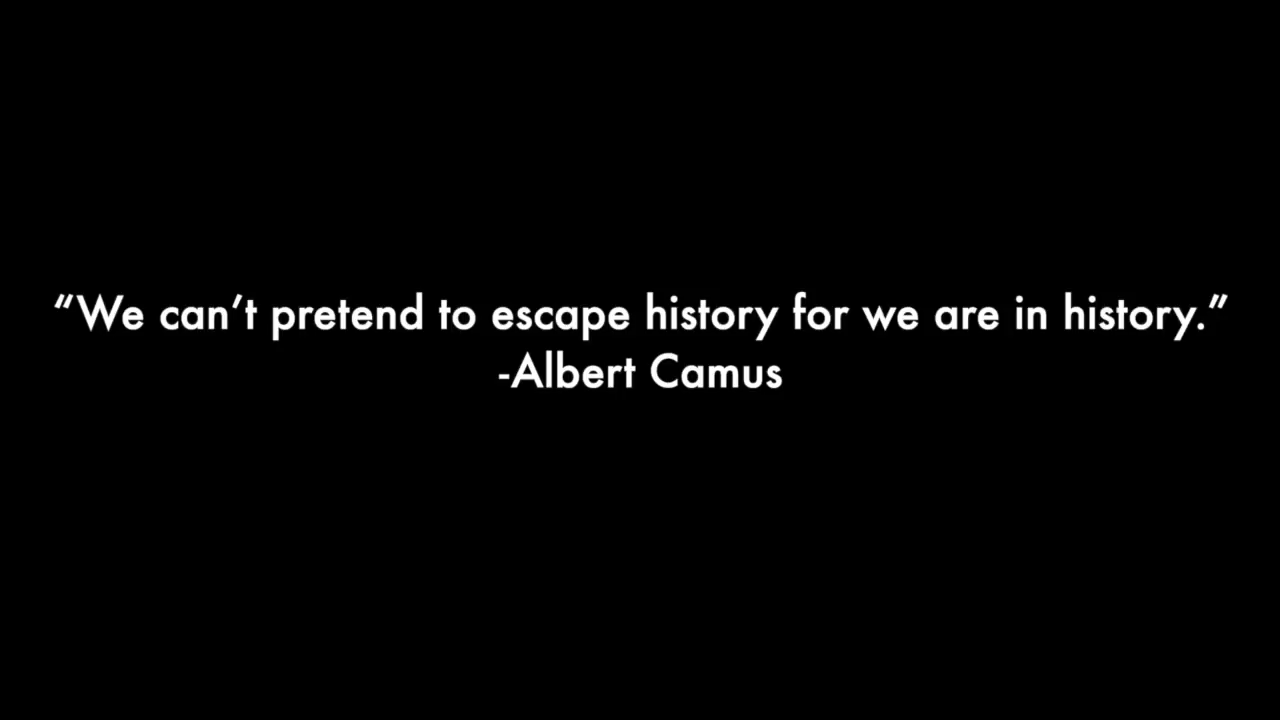 “We can’t pretend to escape history for we are in history.”
-Albert Camus